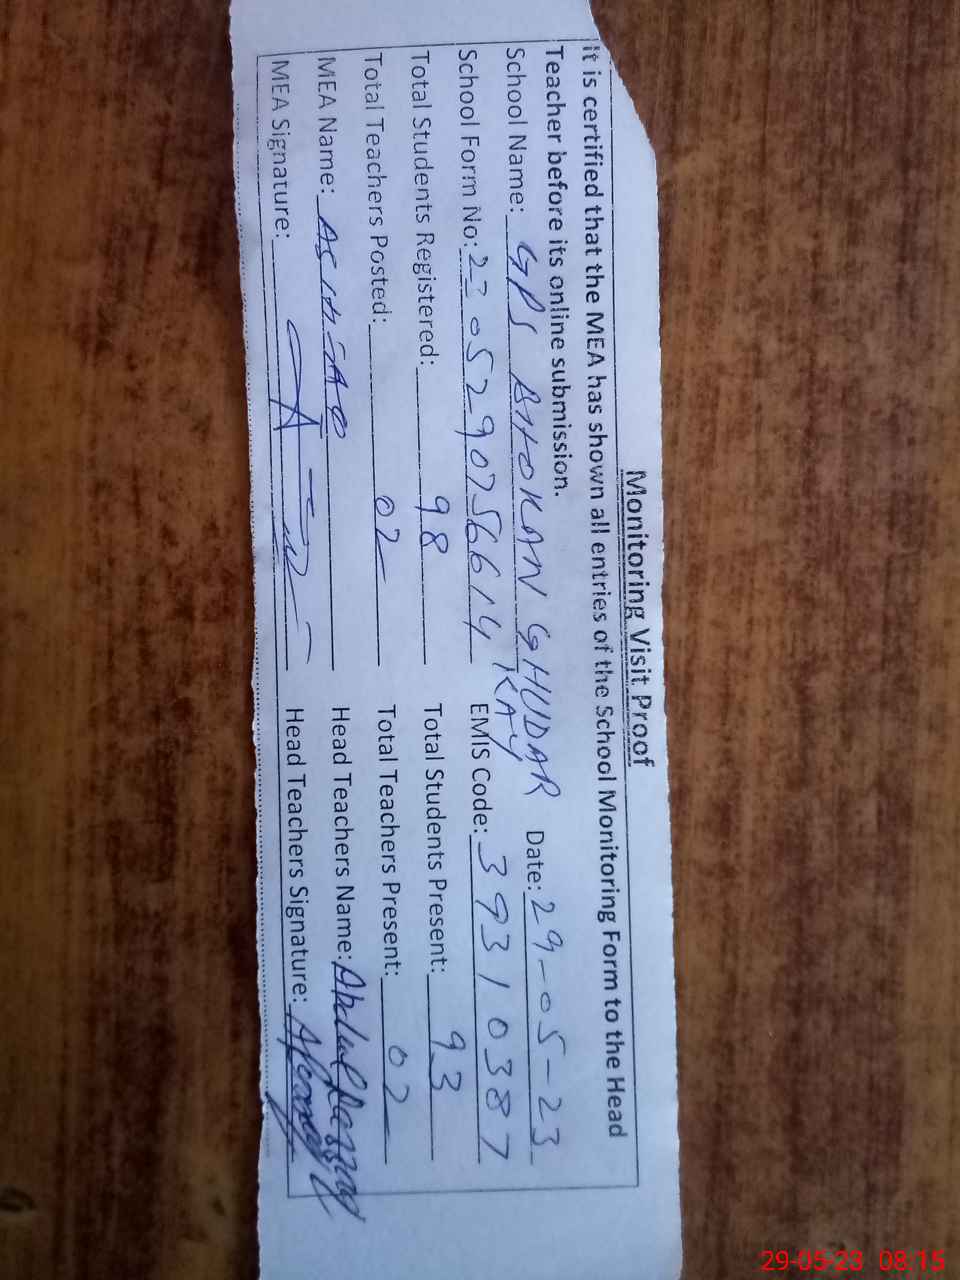 Monitoring Visit Proof
It is certified that the MEA has shown all entries of the School Monitoring Form to the Head
Teacher before its online submission.
School Name: GPS BHOKAN GHUDAR KAY Date: 29-05-23
School Form No: 23052907256614 EMIS Code: 39310387
Total Students Registered: 98 Total Students Present: 93
Total Teachers Posted: 02 Total Teachers Present: 02
MEA Name: ASHFAQ Head Teachers Name: Abdul
MEA Signature: Head Teachers Signature:
29-05-23 08:15